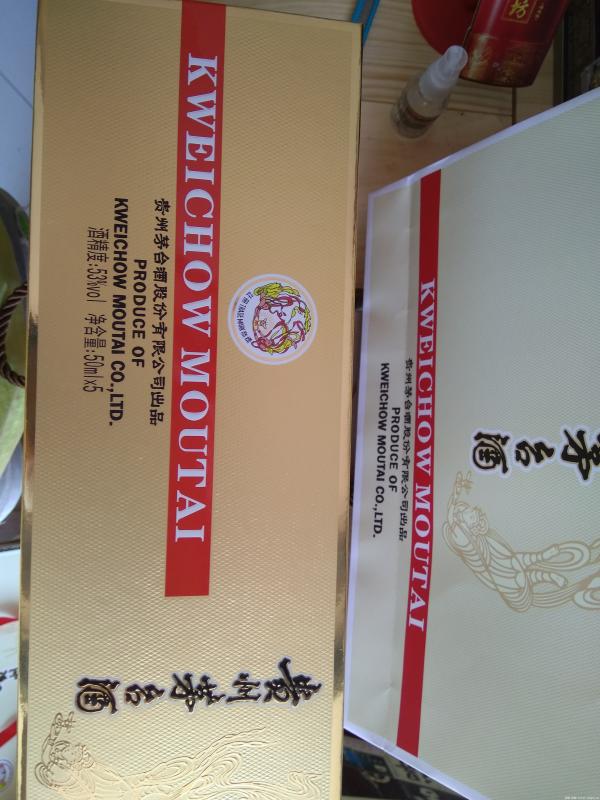 KWEICHOW MOUTAI
贵州茅台酒股份有限公司出品
PRODUCE OF
KWEICHOW MOUTAI CO.,LTD.
酒精度:53%vol 净含量:50ml×5
贵州茅台酒
KWEICHOW MOUTAI
贵州茅台酒股份有限公司出品
PRODUCE OF
KWEICHOW MOUTAI CO.,LTD.
茅台酒
坊